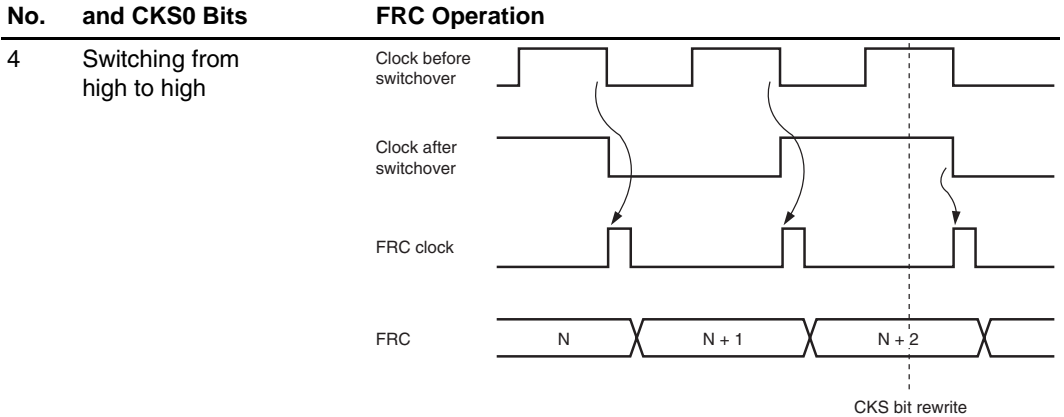 No. and CKS0 Bits FRC Operation
4 Switching from
high to high
Clock before
switchover
Clock after
switchover
FRC clock
FRC N N + 1 N + 2
CKS bit rewrite